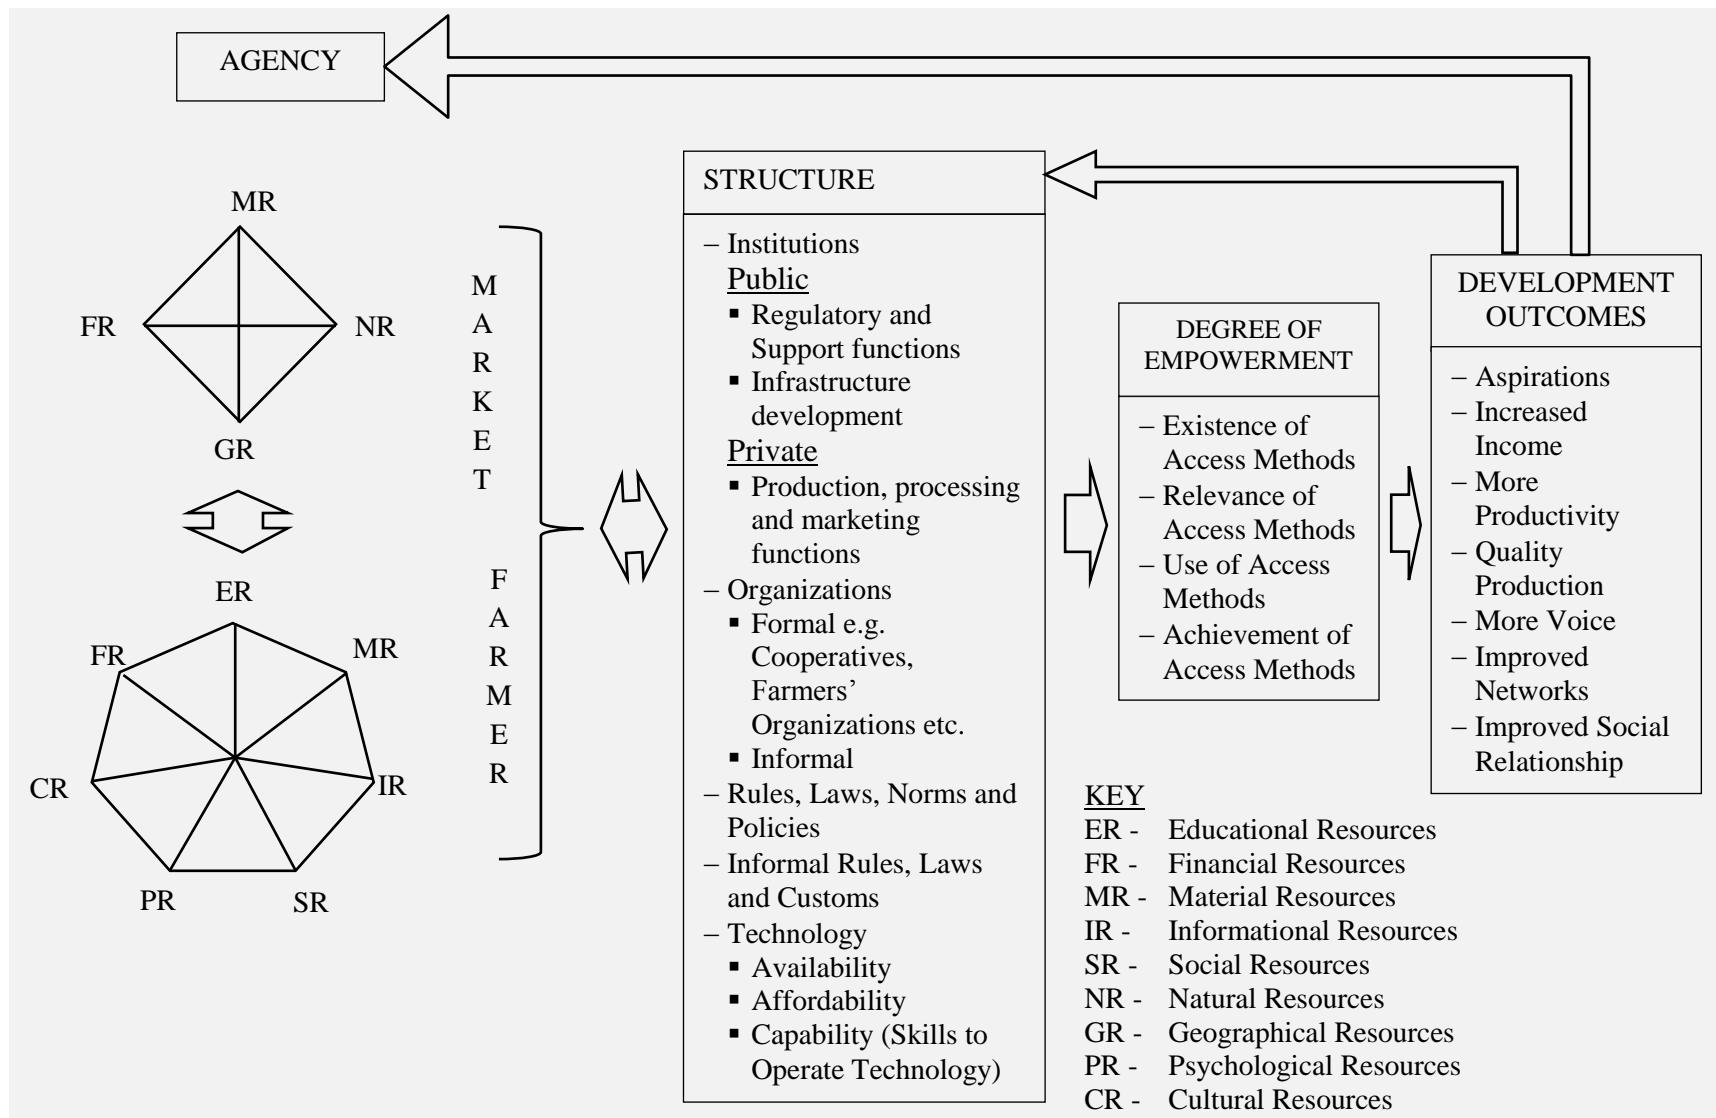 AGENCY
MR
FR
NR
GR
ER
FR
MR
CR
IR
PR
SR
M
A
R
K
E
T
F
A
R
M
E
R
STRUCTURE
– Institutions
Public
▪ Regulatory and
Support functions
▪ Infrastructure
development
Private
▪ Production, processing
and marketing
functions
– Organizations
▪ Formal e.g.
Cooperatives,
Farmers’
Organizations etc.
▪ Informal
– Rules, Laws, Norms and
Policies
– Informal Rules, Laws
and Customs
– Technology
▪ Availability
▪ Affordability
▪ Capability (Skills to
Operate Technology)
DEGREE OF
EMPOWERMENT
– Existence of
Access Methods
– Relevance of
Access Methods
– Use of Access
Methods
– Achievement of
Access Methods
DEVELOPMENT
OUTCOMES
– Aspirations
– Increased
Income
– More
Productivity
– Quality
Production
– More Voice
– Improved
Networks
– Improved Social
Relationship
KEY
ER - Educational Resources
FR - Financial Resources
MR - Material Resources
IR - Informational Resources
SR - Social Resources
NR - Natural Resources
GR - Geographical Resources
PR - Psychological Resources
CR - Cultural Resources